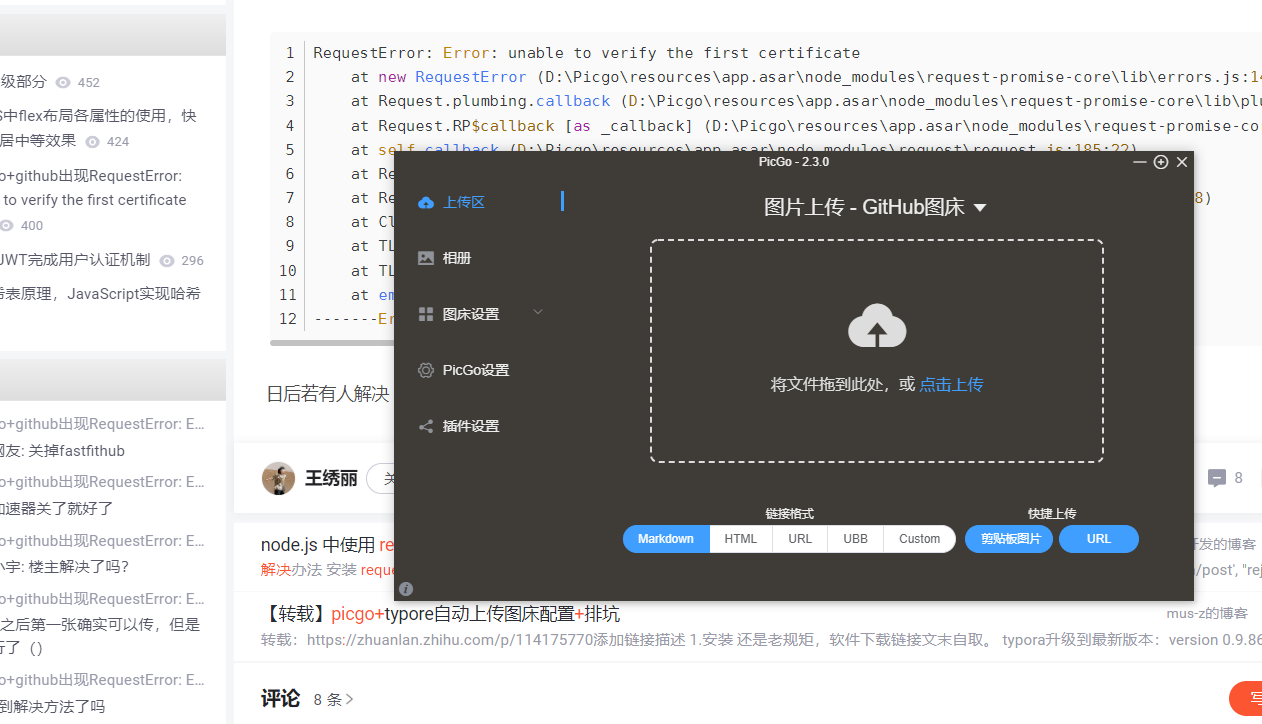 级部分 452
S中flex布局各属性的使用，快
居中等效果 424
o+github出现RequestError:
to verify the first certificate
400
JWT完成用户认证机制 296
希表原理，JavaScript实现哈希
o+github出现RequestError: E...
网友: 关掉fastfithub
o+github出现RequestError: E...
加速器关了就好了
o+github出现RequestError: E...
小宇: 楼主解决了吗?
o+github出现RequestError: E...
之后第一张确实可以传，但是
行了（）
o+github出现RequestError: E...
到解决方法了吗
1 RequestError: Error: unable to verify the first certificate
2 at new RequestError (D:\Picgo\resources\app.asar\node_modules\request-promise-core\lib\errors.js:14
3 at Request.plumbing.callback (D:\Picgo\resources\app.asar\node_modules\request-promise-core\lib\plu
4 at Request.RP$callback [as _callback] (D:\Picgo\resources\app.asar\node_modules\request-promise-co
5 at self.callback (D:\Picgo\resources\app.asar\node_modules\request\request.js:185:22)
6 at Re
7 at Re 8)
8 at Cl
9 at TL
10 at TL
11 at em
12 -------Er
PicGo - 2.3.0
上传区
相册
图床设置
PicGo设置
插件设置
图片上传 - GitHub图床
将文件拖到此处，或 点击上传
链接格式 快捷上传
Markdown HTML URL UBB Custom 剪贴板图片 URL
日后若有人解决
王绣丽 关 8
node.js 中使用 re 开发的博客
解决办法 安装 reque n/post', "rej
【转载】picgo+typore自动上传图床配置+排坑 mus-z的博客
转载：https://zhuanlan.zhihu.com/p/114175770添加链接描述 1.安装 还是老规矩，软件下载链接文末自取。 typora升级到最新版本：version 0.9.86
评论 8 条
写